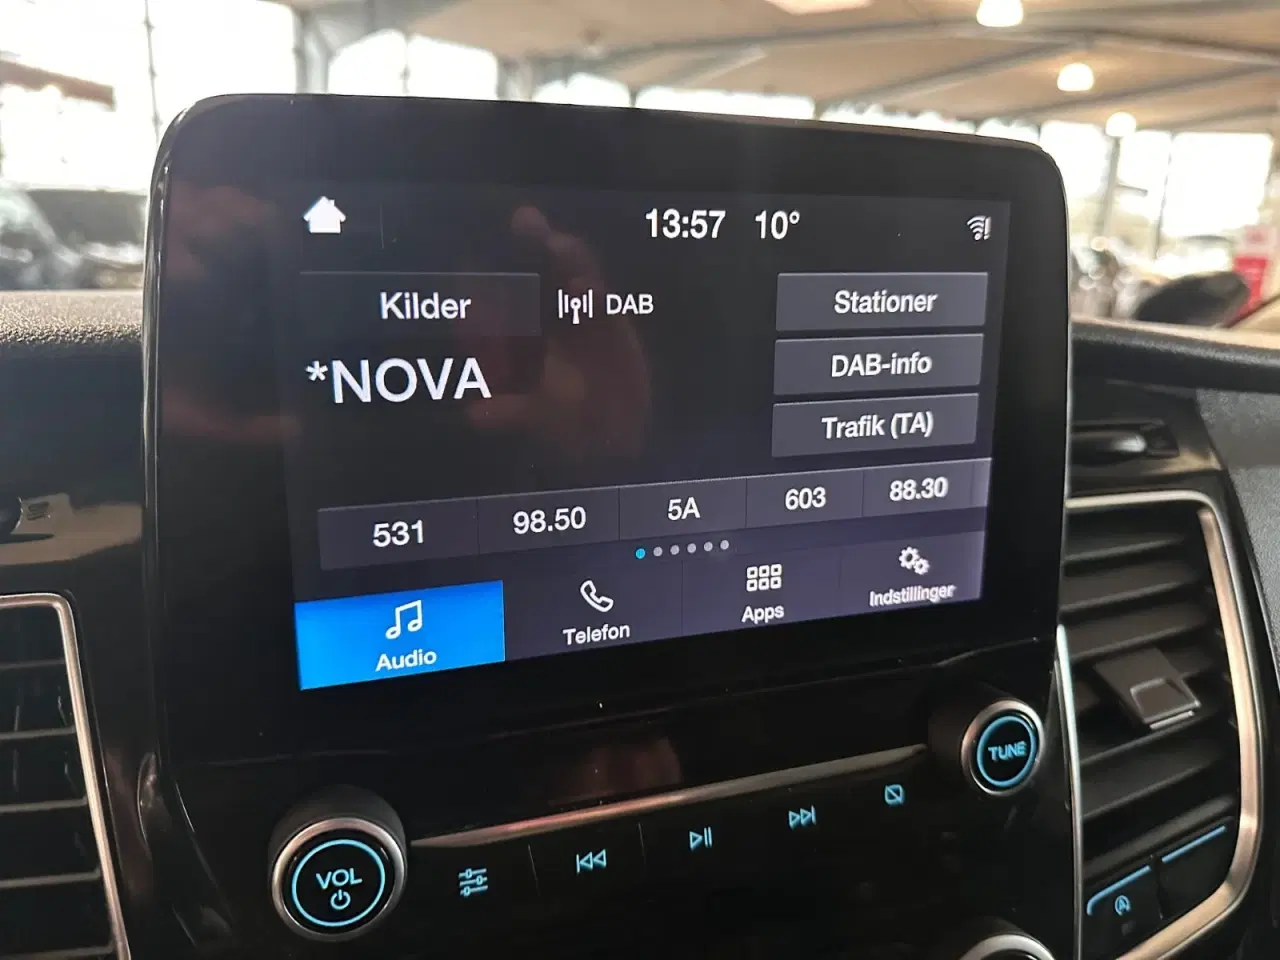 13:57 10°
Kilder DAB
Stationer
*NOVA
DAB-info
Trafik (TA)
531 98.50 5A 603 88.30
Audio Telefon Apps Indstillinger
TUNE
VOL